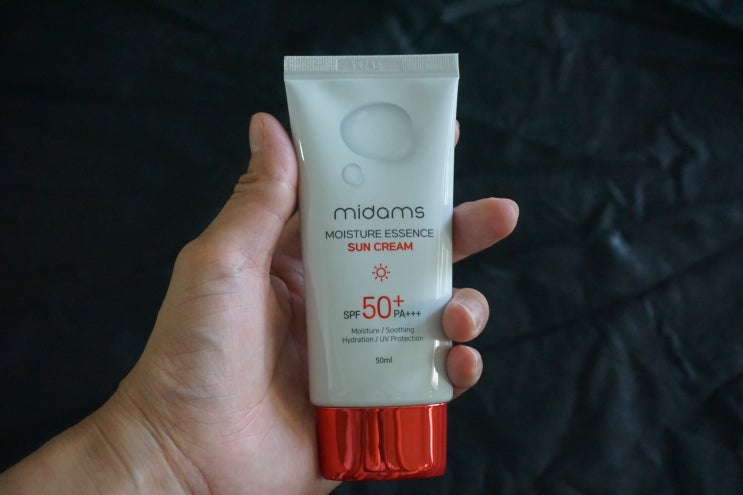 midams
MOISTURE ESSENCE
SUN CREAM
SPF 50+ PA+++
Moisture / Soothing
Hydration / UV Protection
50ml